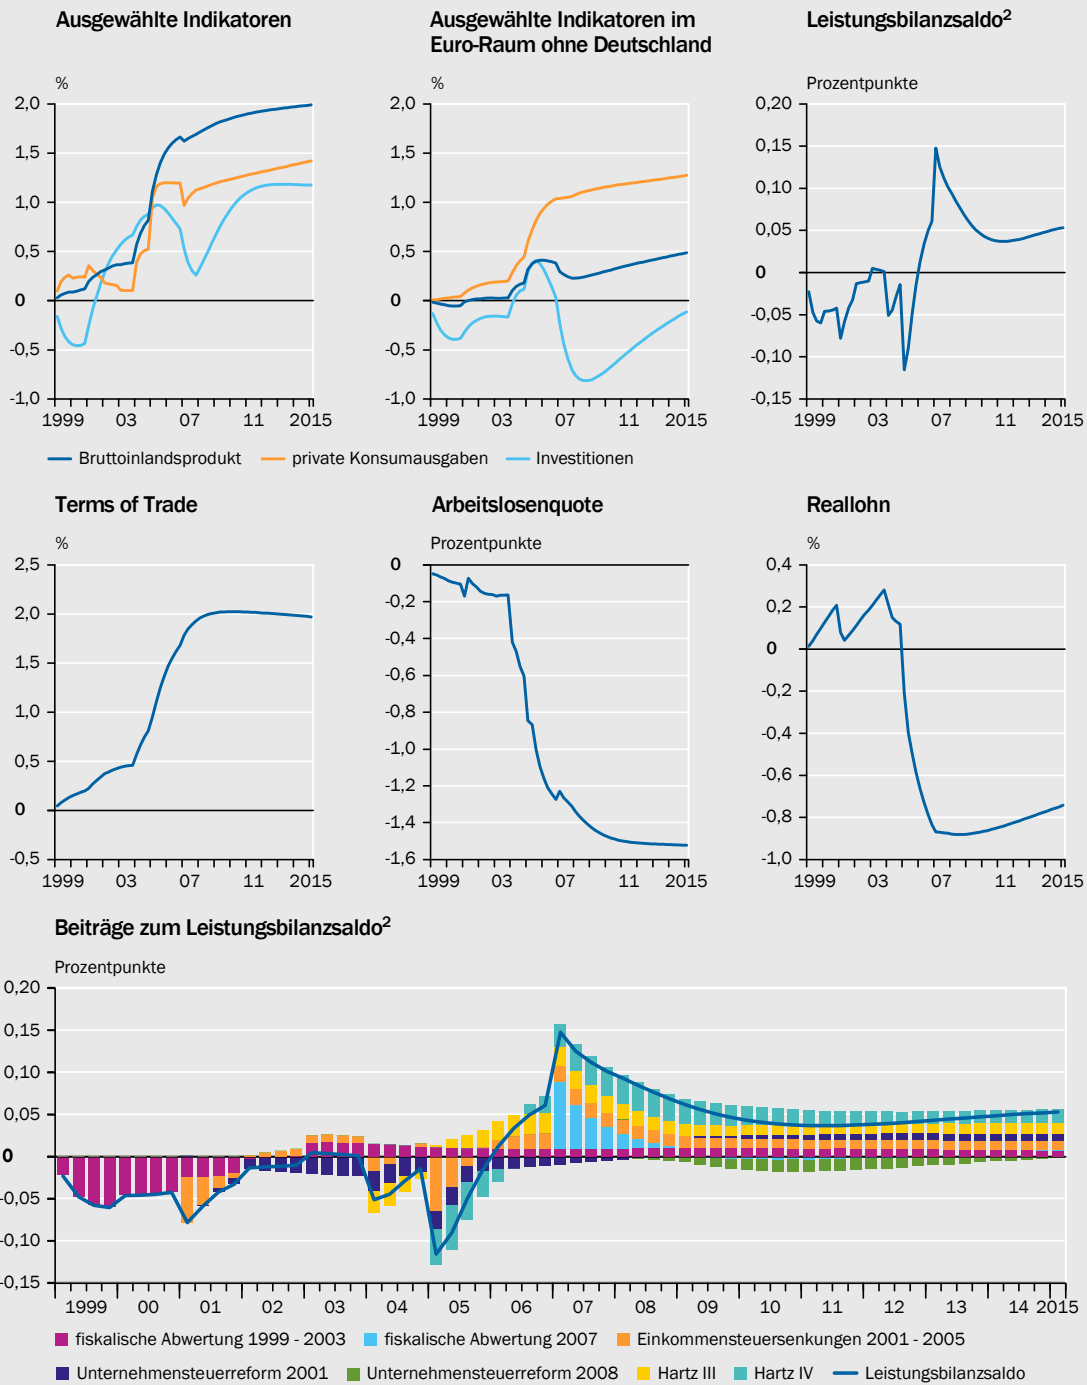 Ausgewählte Indikatoren
Ausgewählte Indikatoren im
Euro-Raum ohne Deutschland
Leistungsbilanzsaldo²
%
%
Prozentpunkte
2,0
1,5
1,0
0,5
0
-0,5
-1,0
1999 03 07 11 2015
2,0
1,5
1,0
0,5
0
-0,5
-1,0
1999 03 07 11 2015
0,20
0,15
0,10
0,05
0
-0,05
-0,10
-0,15
1999 03 07 11 2015
Bruttoinlandsprodukt private Konsumausgaben Investitionen
Terms of Trade
Arbeitslosenquote
Reallohn
%
Prozentpunkte
%
2,5
2,0
1,5
1,0
0,5
0
-0,5
1999 03 07 11 2015
0
-0,2
-0,4
-0,6
-0,8
-1,0
-1,2
-1,4
-1,6
1999 03 07 11 2015
0,4
0,2
0
-0,2
-0,4
-0,6
-0,8
-1,0
1999 03 07 11 2015
Beiträge zum Leistungsbilanzsaldo²
Prozentpunkte
0,20
0,15
0,10
0,05
0
-0,05
-0,10
-0,15
1999 00 01 02 03 04 05 06 07 08 09 10 11 12 13 14 2015
fiskalische Abwertung 1999 - 2003 fiskalische Abwertung 2007 Einkommensteuersenkungen 2001 - 2005
Unternehmensteuerreform 2001 Unternehmensteuerreform 2008 Hartz III Hartz IV Leistungsbilanzsaldo